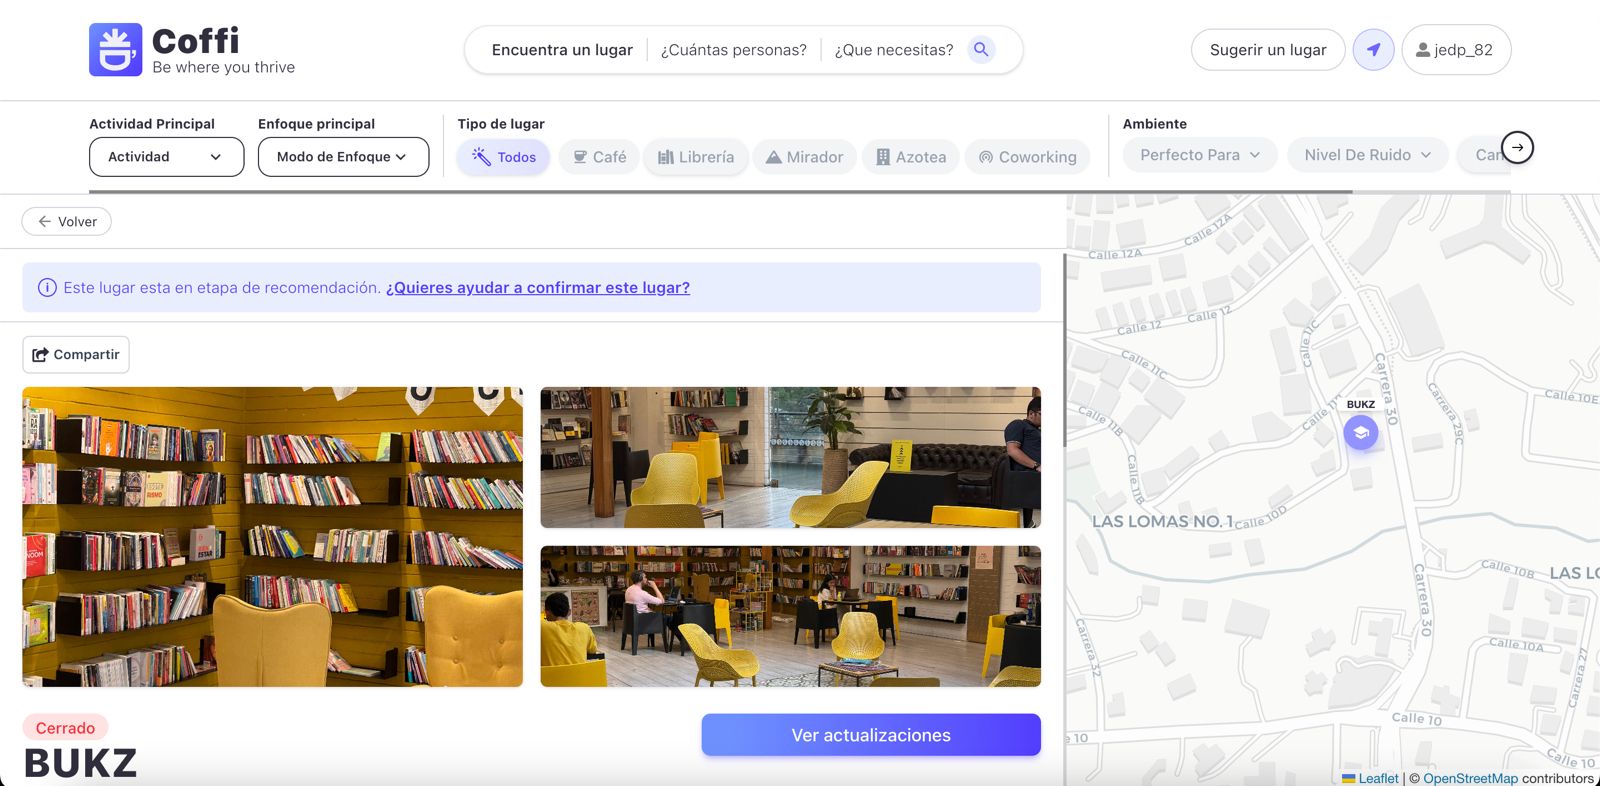 Coffi
Be where you thrive
Encuentra un lugar
¿Cuántas personas?
¿Que necesitas?
Sugerir un lugar
jedp_82
Actividad Principal
Actividad
Enfoque principal
Modo de Enfoque
Tipo de lugar
Todos
Café
Librería
Mirador
Azotea
Coworking
Ambiente
Perfecto Para
Nivel De Ruido
Can
Volver
Este lugar esta en etapa de recomendación. ¿Quieres ayudar a confirmar este lugar?
Compartir
O C
Cerrado
BUKZ
Ver actualizaciones
Calle 12A
Calle 12A
Calle 12
Calle 11C
Calle 11C
Carrera 30
Calle 10E
Carrera 29C
BUKZ
Calle 11B
Calle 11B
Calle 10D
LAS LOMAS NO. 1
Calle 10B
LAS LO
Carrera 30
Carrera 32
Calle 10A
Carrera 27
Calle 10
Calle 10
10
Leaflet | © OpenStreetMap contributors